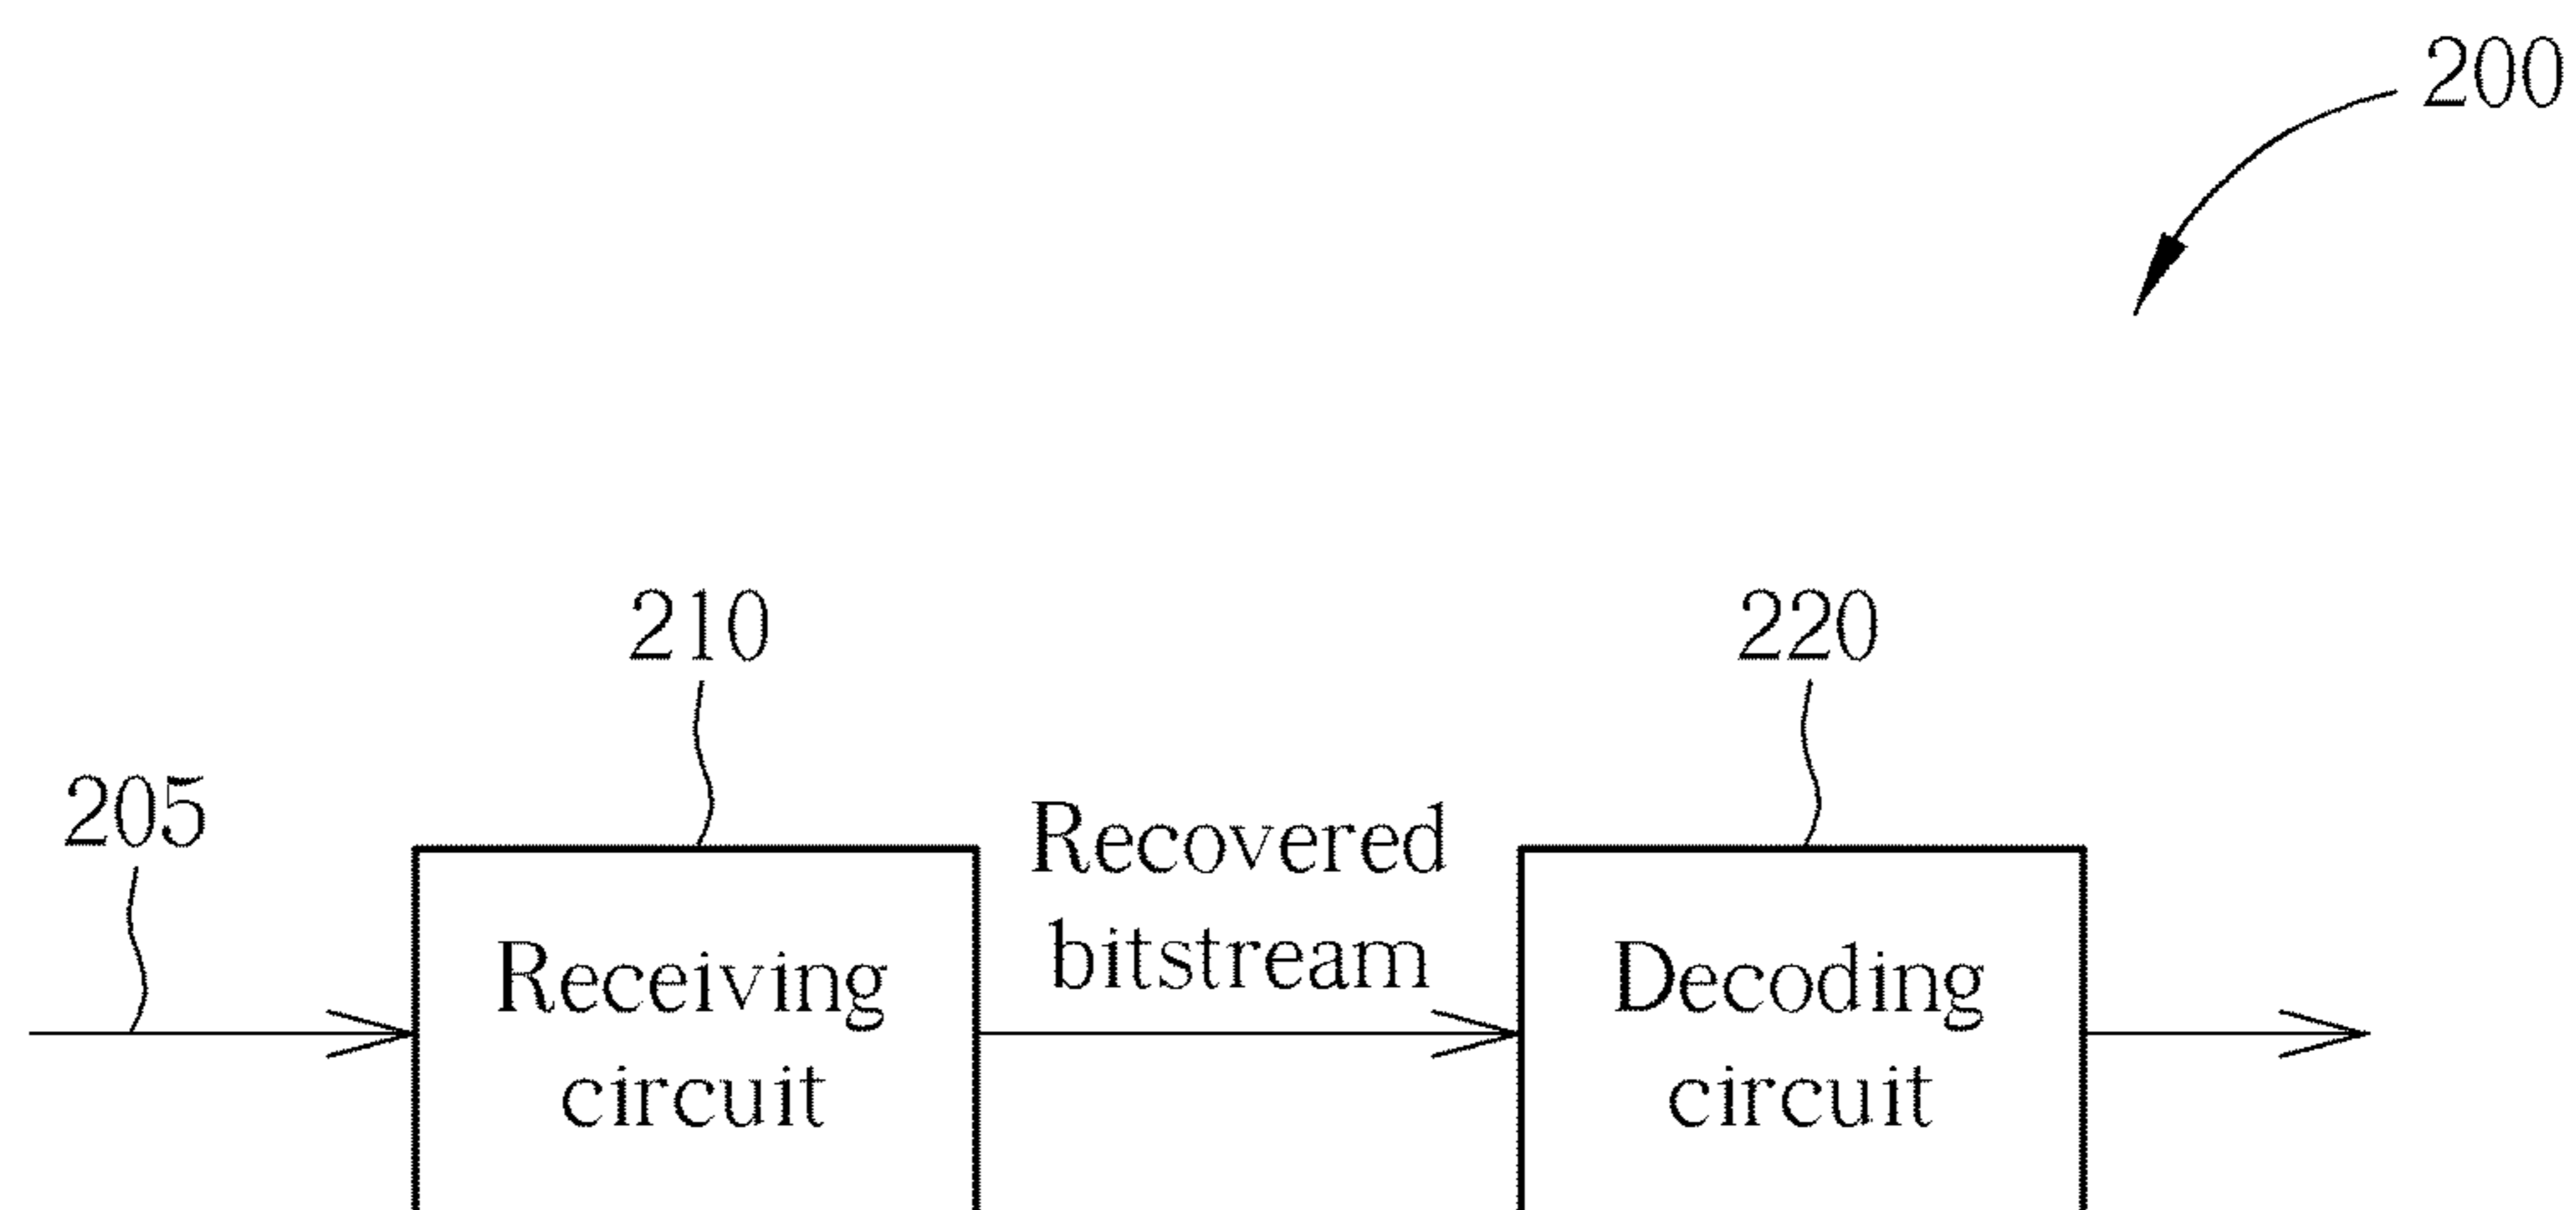 200
210
220
205
Recovered
bitstream
Receiving
circuit
Decoding
circuit